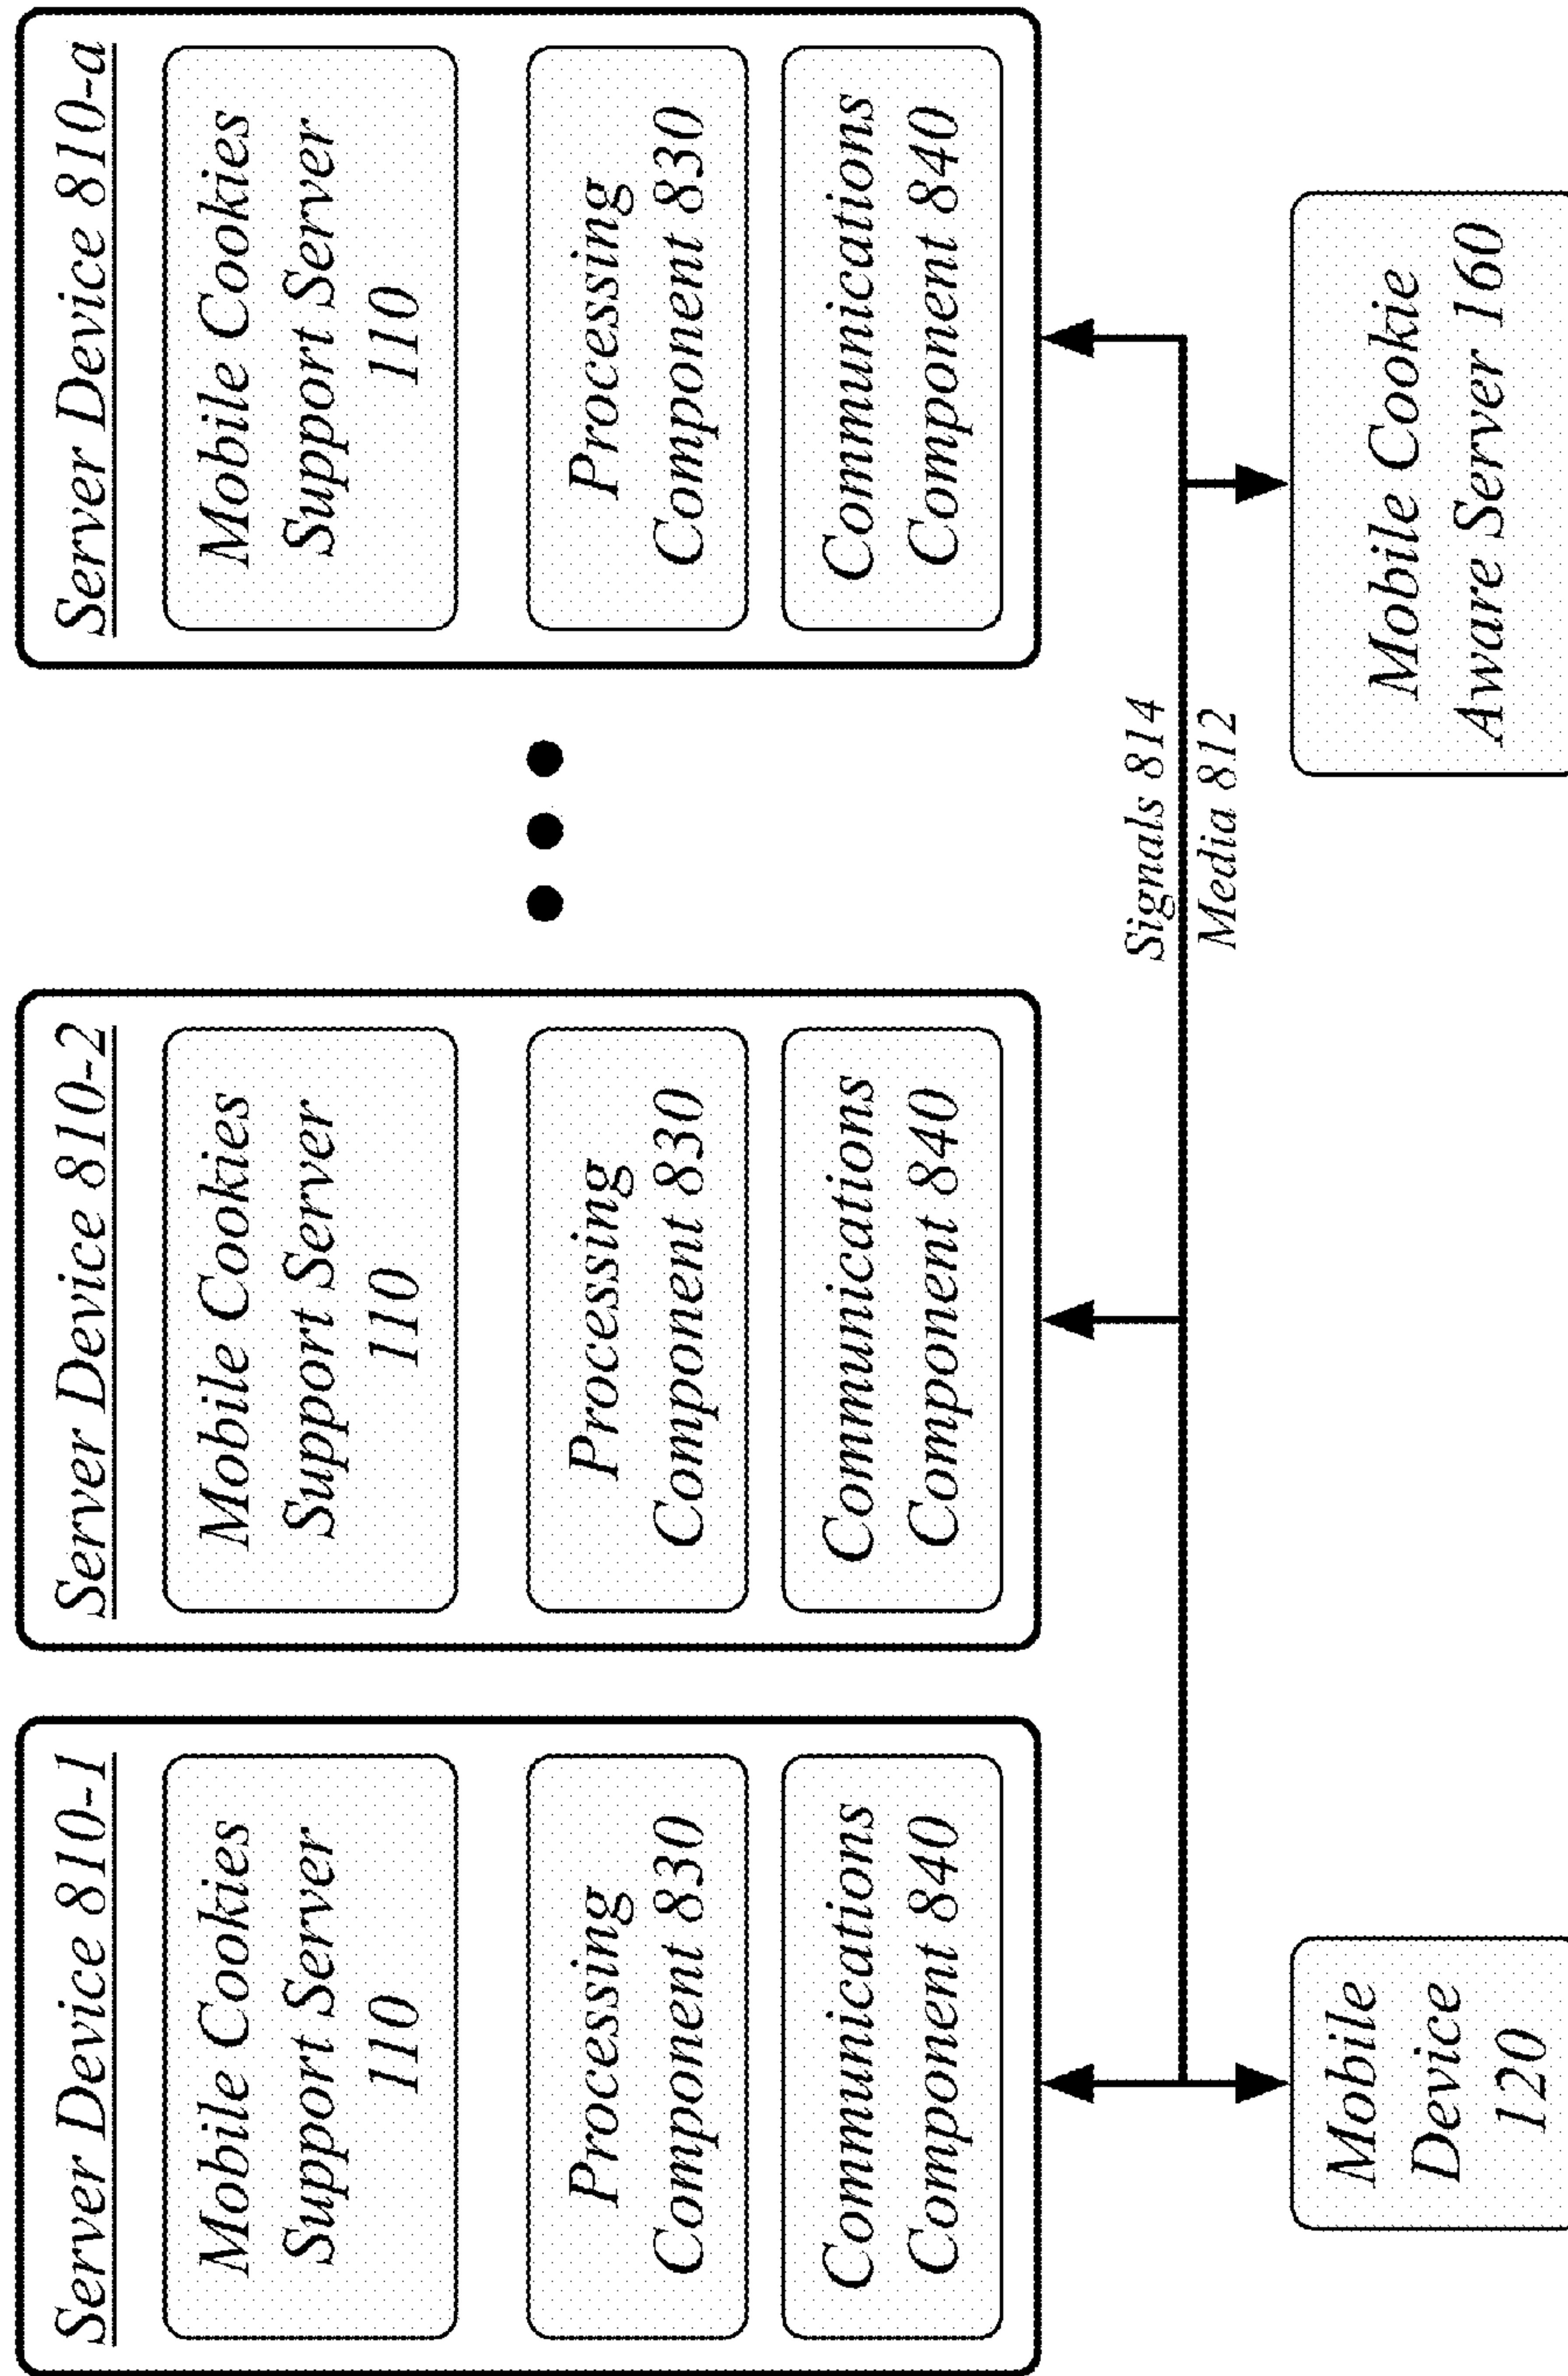 Server Device 810-1
Mobile Cookies
Support Server
110
Processing
Component 830
Communications
Component 840
Server Device 810-2
Mobile Cookies
Support Server
110
Processing
Component 830
Communications
Component 840
Server Device 810-a
Mobile Cookies
Support Server
110
Processing
Component 830
Communications
Component 840
Signals 814
Media 812
Mobile
Device
120
Mobile Cookie
Aware Server 160